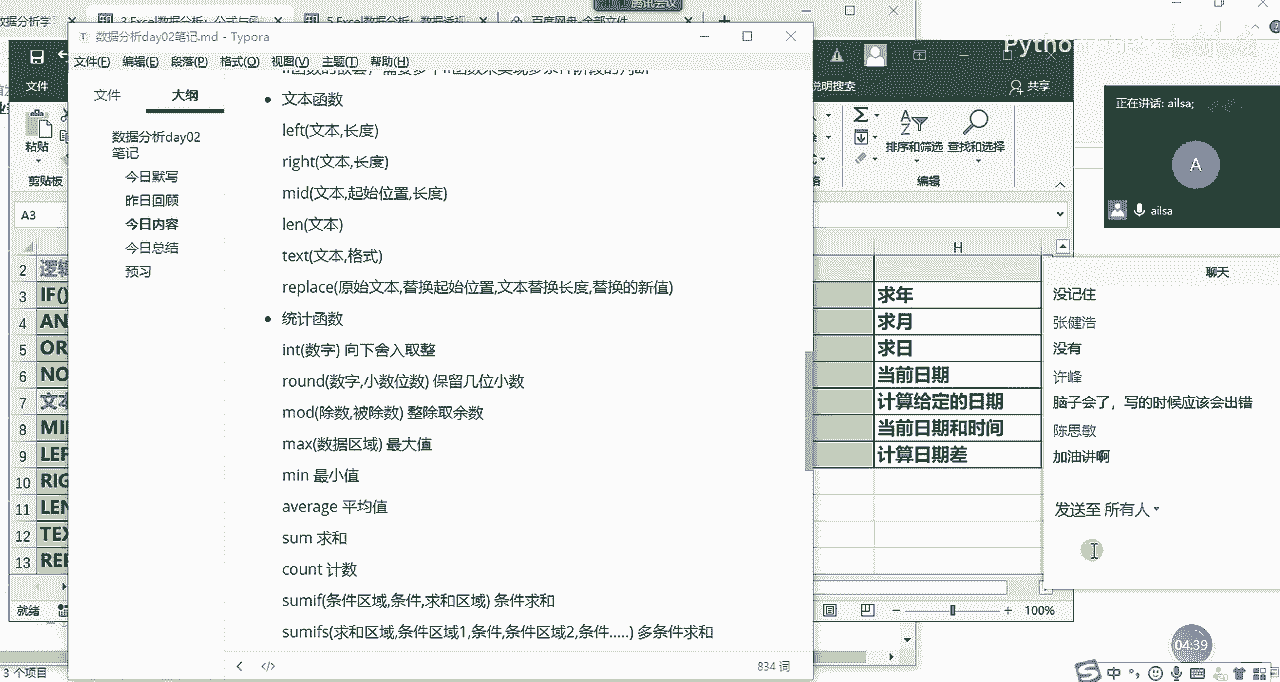 数据分析day02笔记.md - Typora
文件(F) 编辑(E) 段落(P) 格式(O) 视图(V) 主题(T) 帮助(H)
文件 大纲
数据分析day02
笔记
今日默写
昨日回顾
今日内容
今日总结
预习
文本函数
left(文本,长度)
right(文本,长度)
mid(文本,起始位置,长度)
len(文本)
text(文本,格式)
replace(原始文本,替换起始位置,文本替换长度,替换的新值)
统计函数
int(数字) 向下舍入取整
round(数字,小数位数) 保留几位小数
mod(除数,被除数) 整除取余数
max(数据区域) 最大值
min 最小值
average 平均值
sum 求和
count 计数
sumif(条件区域,条件,求和区域) 条件求和
sumifs(求和区域,条件区域1,条件,条件区域2,条件.....) 多条件求和
834 词
文件
粘贴
剪贴板
A3
2
3 IF()
4 AN
5 OR
6 NO
7 文本
8 MI
9 LEF
10 RIG
11 LEN
12 TEX
13 REE
就绪
3 个项目
说明搜索
共享
排序和筛选 查找和选择
编辑
H
求年
求月
求日
当前日期
计算给定的日期
当前日期和时间
计算日期差
100%
Python
腾讯会议
正在讲话: ailsa;
A
ailsa
聊天
没记住
张健浩
没有
许峰
脑子会了，写的时候应该会出错
陈思敏
加油讲啊
发送至 所有人
04:39
中